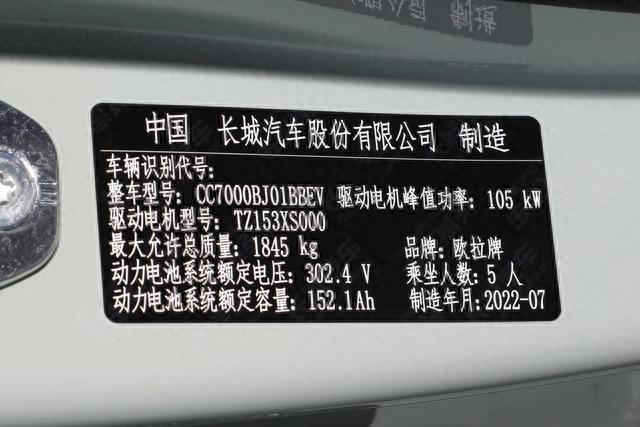 中国 长城汽车股份有限公司 制造
车辆识别代号:
整车型号: CC7000BJ01BBEV 驱动电机峰值功率: 105 kW
驱动电机型号: TZ153XS000
最大允许总质量: 1845 kg 品牌: 欧拉牌
动力电池系统额定电压: 302.4 V 乘坐人数: 5 人
动力电池系统额定容量: 152.1Ah 制造年月: 2022-07